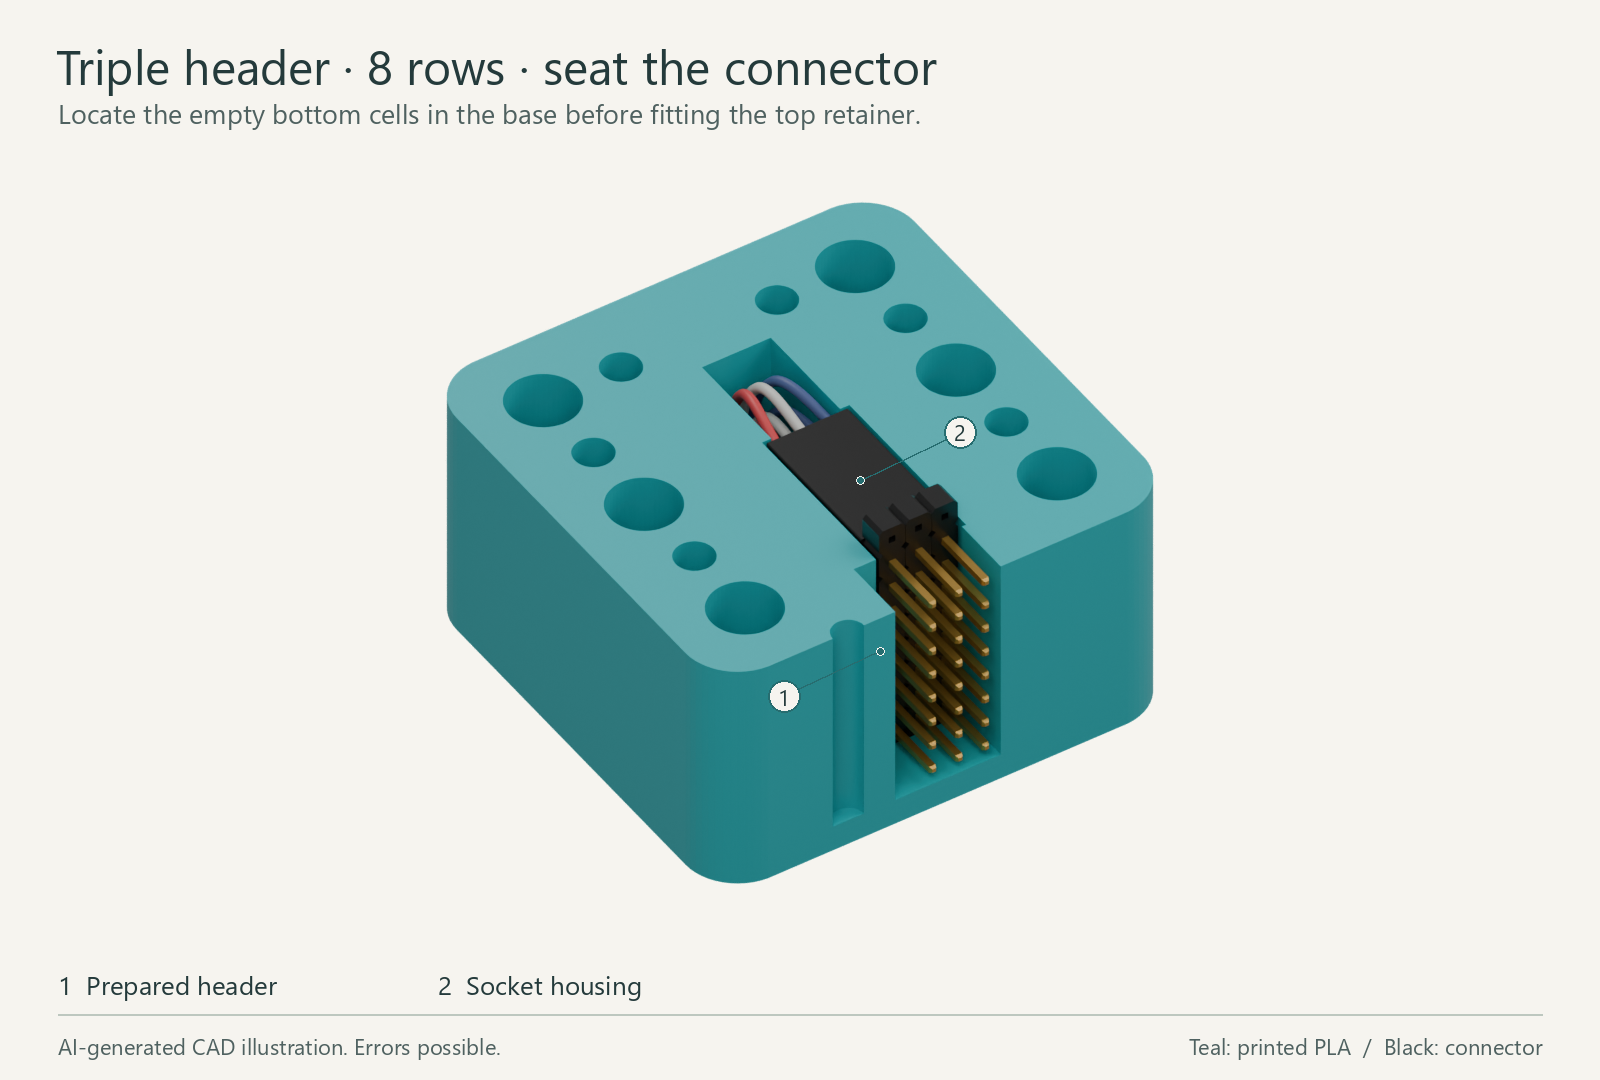 Triple header · 8 rows · seat the connector
Locate the empty bottom cells in the base before fitting the top retainer.
2
1
1 Prepared header
2 Socket housing
AI-generated CAD illustration. Errors possible.
Teal: printed PLA / Black: connector